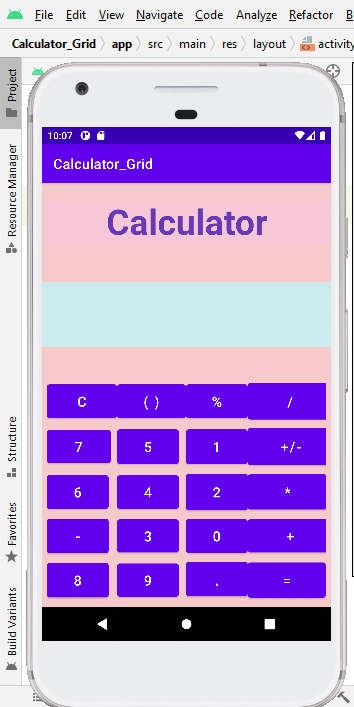 File Edit View Navigate Code Analyze Refactor B
Calculator_Grid app src main res layout activity
Project
Resource Manager
Structure
Favorites
Build Variants
10:07
Calculator_Grid
Calculator
C ( ) % /
7 5 1 +/-
6 4 2 *
- 3 0 +
8 9 . =